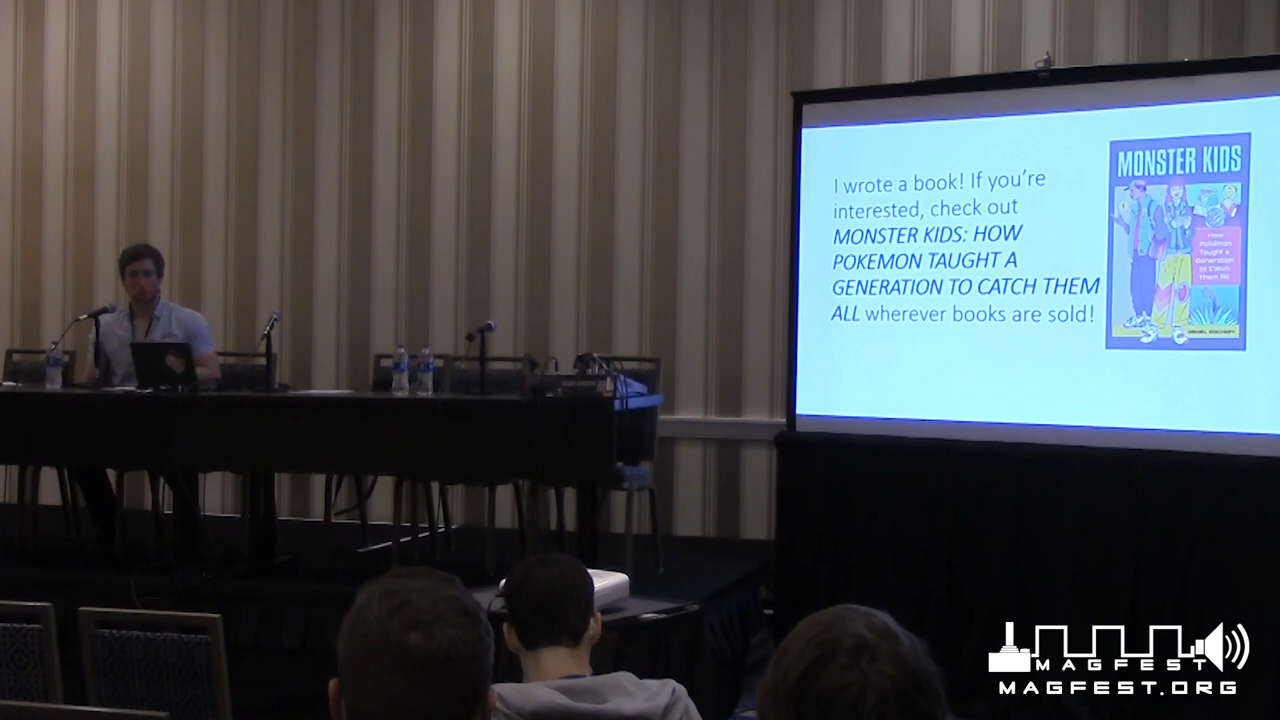 I wrote a book! If you're
interested, check out
MONSTER KIDS: HOW
POKEMON TAUGHT A
GENERATION TO CATCH THEM
ALL wherever books are sold!
MONSTER KIDS
How
Pokémon
Taught a
Generation
to Catch
Them All
MAGFEST
MAGFEST.ORG